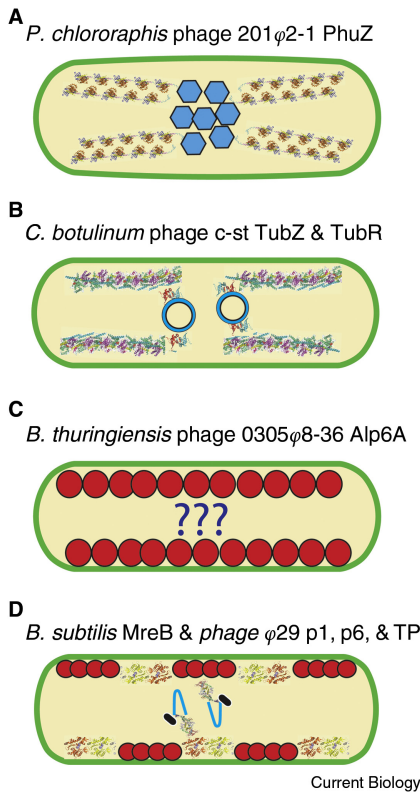 A
P. chlororaphis phage 201φ2-1 PhuZ
B
C. botulinum phage c-st TubZ & TubR
C
B. thuringiensis phage 0305φ8-36 Alp6A
???
D
B. subtilis MreB & phage φ29 p1, p6, & TP
Current Biology